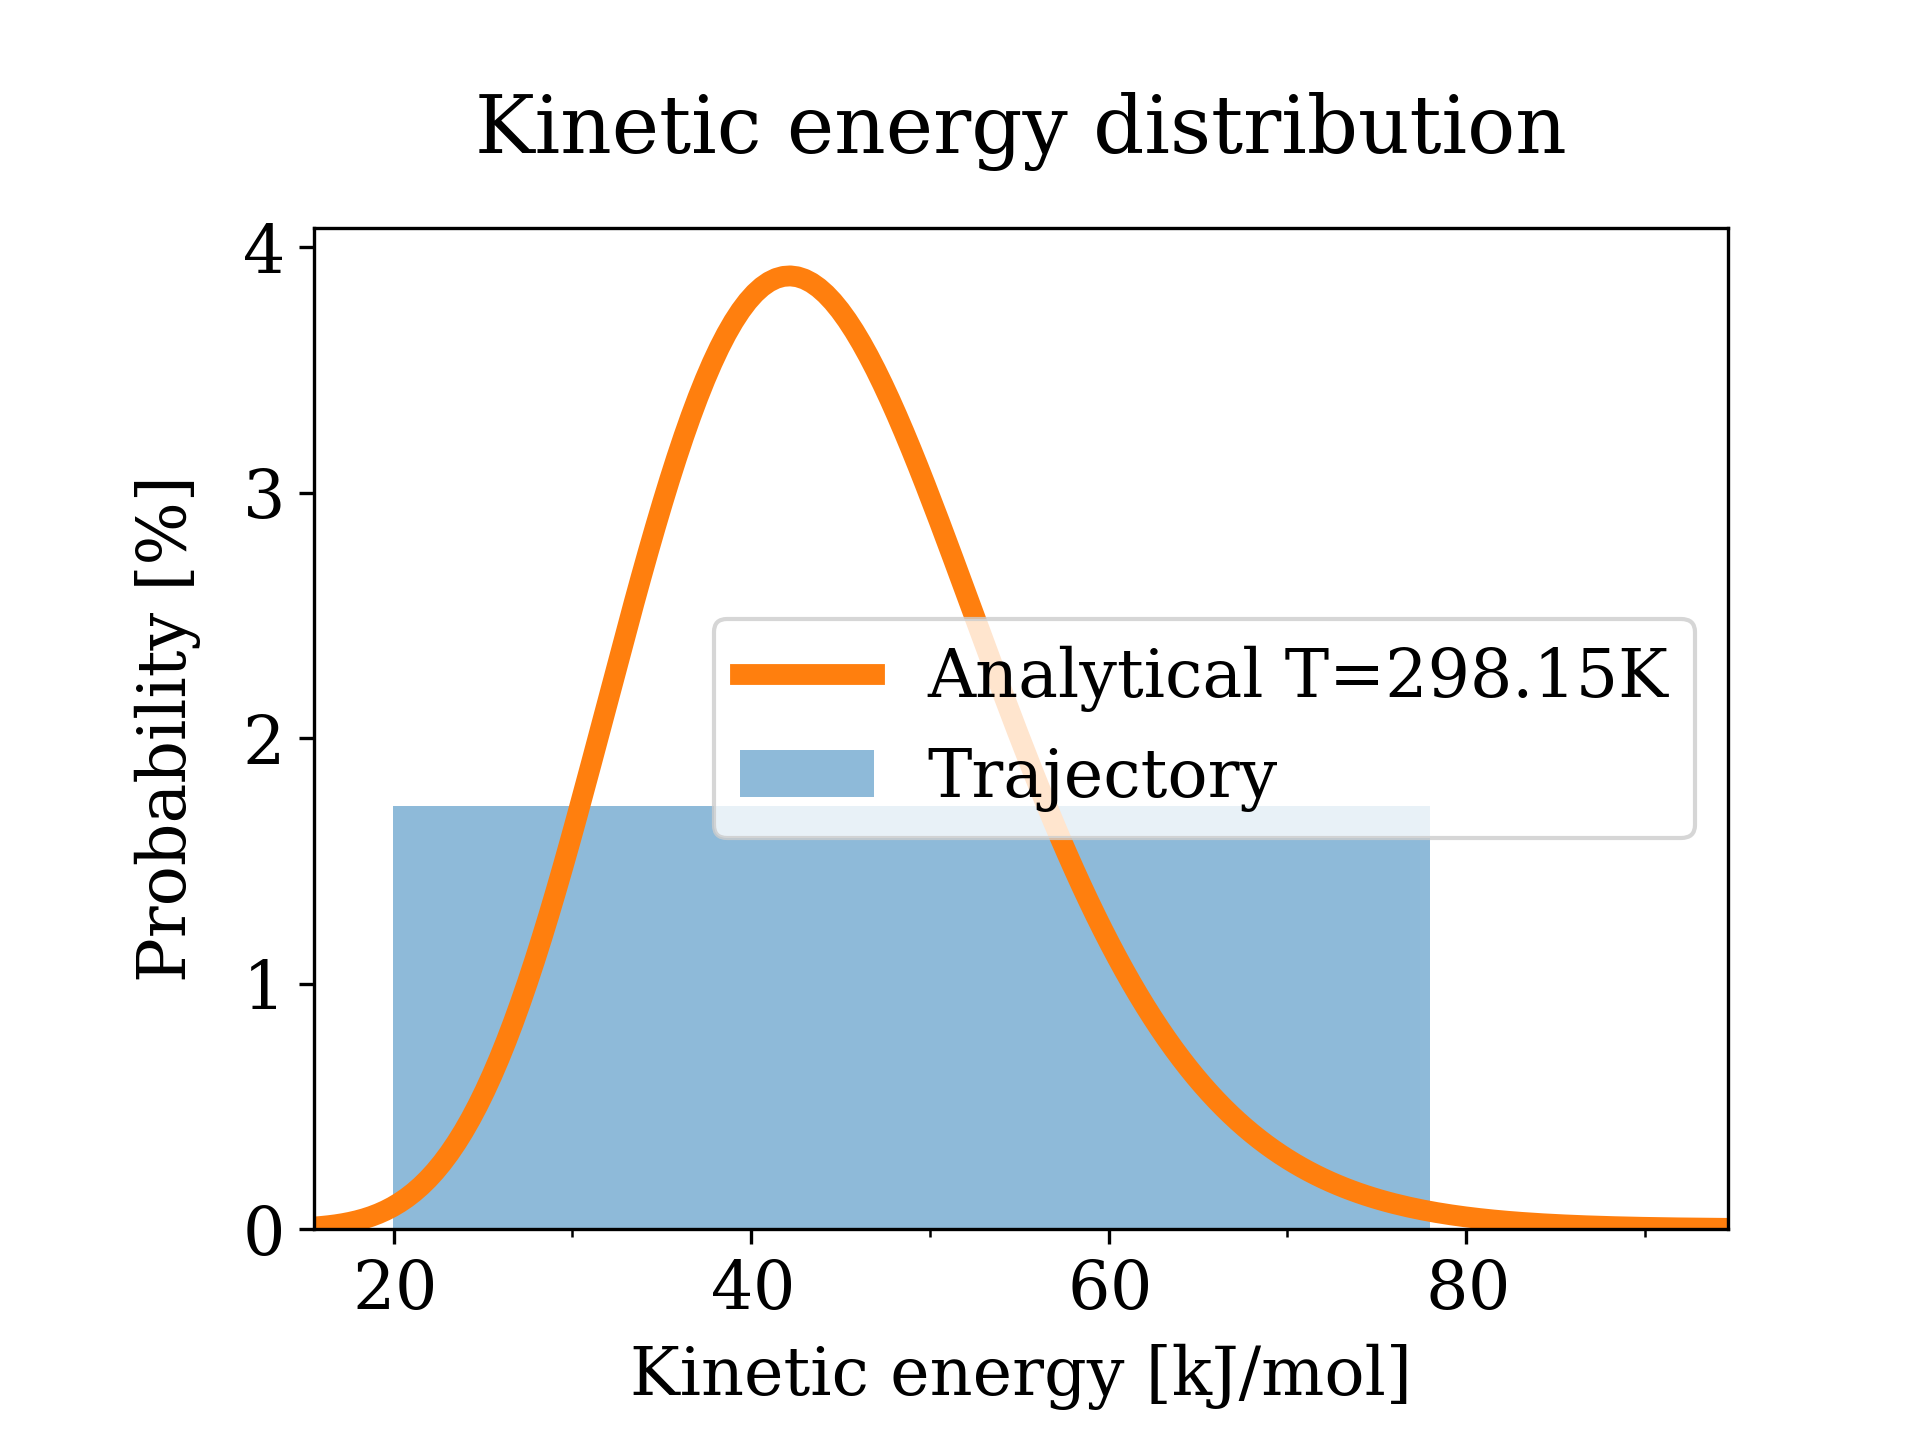 Kinetic energy distribution
4
3
2
1
0
Probability [%]
Analytical T=298.15K
Trajectory
20 40 60 80
Kinetic energy [kJ/mol]